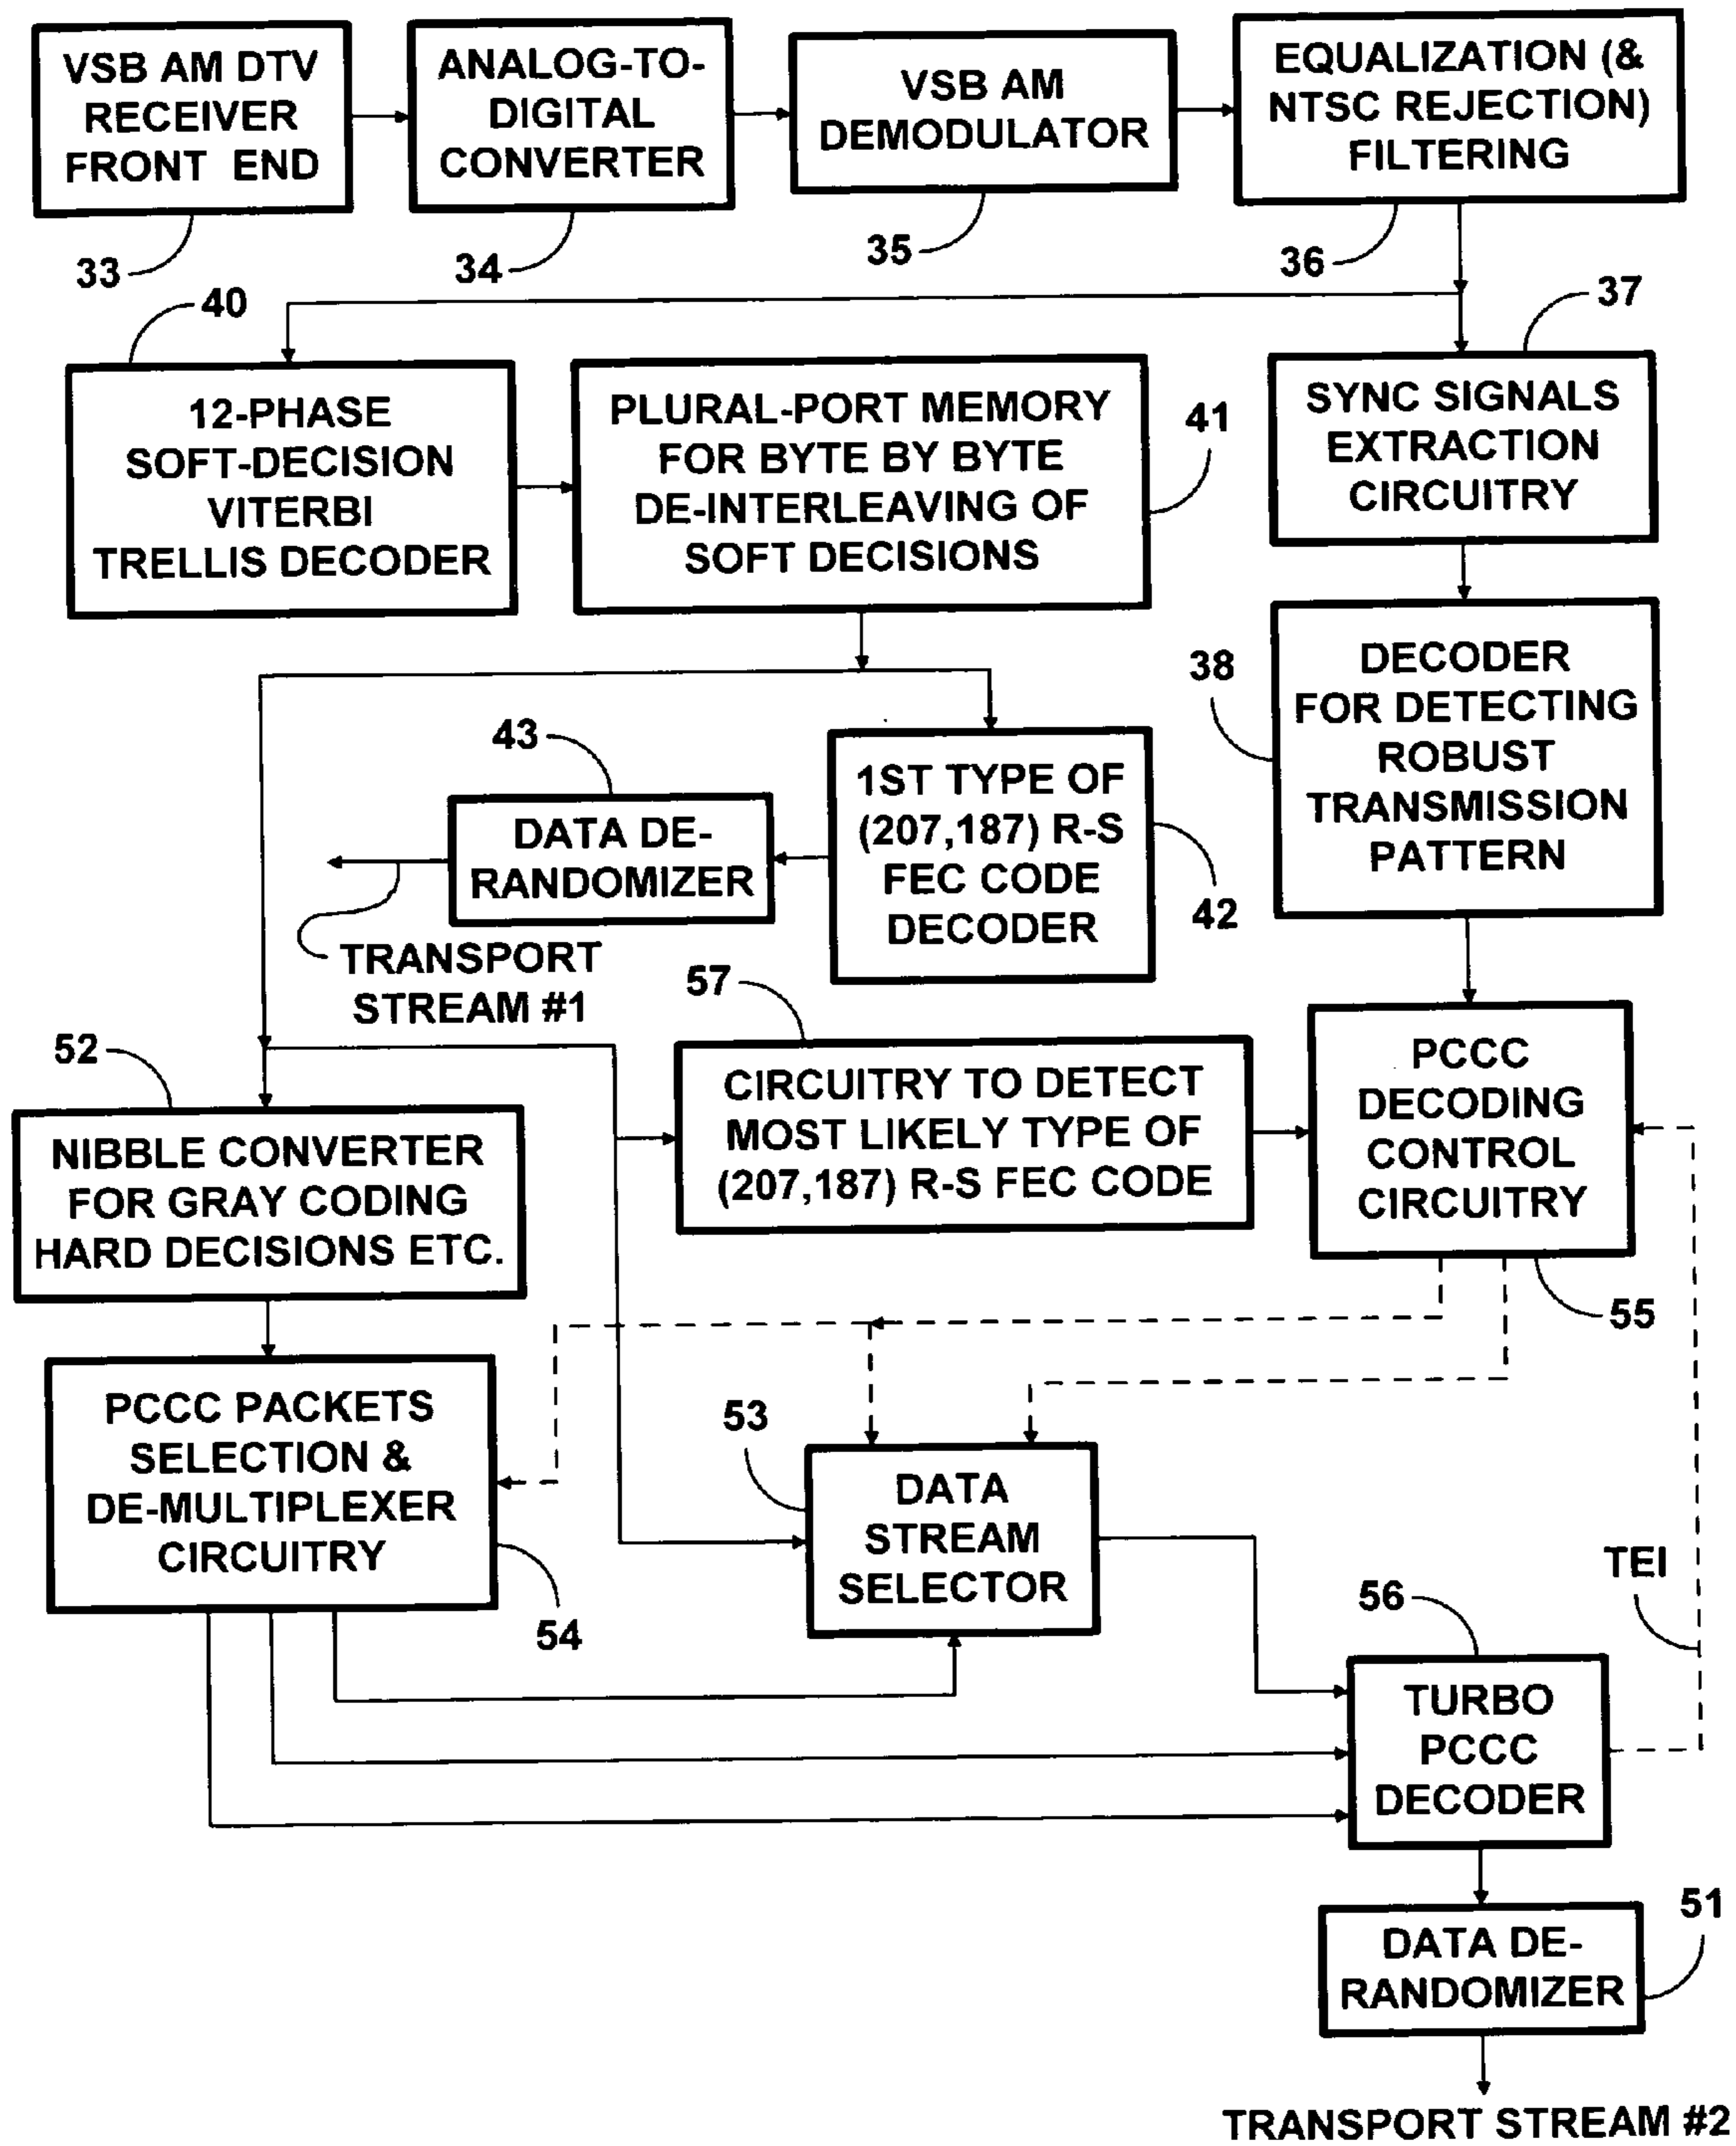 VSB AM DTV
RECEIVER
FRONT END
33
ANALOG-TO-
DIGITAL
CONVERTER
34
VSB AM
DEMODULATOR
35
EQUALIZATION (&
NTSC REJECTION)
FILTERING
36
40
12-PHASE
SOFT-DECISION
VITERBI
TRELLIS DECODER
PLURAL-PORT MEMORY
FOR BYTE BY BYTE
DE-INTERLEAVING OF
SOFT DECISIONS
41
37
SYNC SIGNALS
EXTRACTION
CIRCUITRY
38
DECODER
FOR DETECTING
ROBUST
TRANSMISSION
PATTERN
43
DATA DE-
RANDOMIZER
1ST TYPE OF
(207,187) R-S
FEC CODE
DECODER
42
TRANSPORT
STREAM #1
57
CIRCUITRY TO DETECT
MOST LIKELY TYPE OF
(207,187) R-S FEC CODE
PCCC
DECODING
CONTROL
CIRCUITRY
55
52
NIBBLE CONVERTER
FOR GRAY CODING
HARD DECISIONS ETC.
PCCC PACKETS
SELECTION &
DE-MULTIPLEXER
CIRCUITRY
54
53
DATA
STREAM
SELECTOR
TEI
56
TURBO
PCCC
DECODER
51
DATA DE-
RANDOMIZER
TRANSPORT STREAM #2